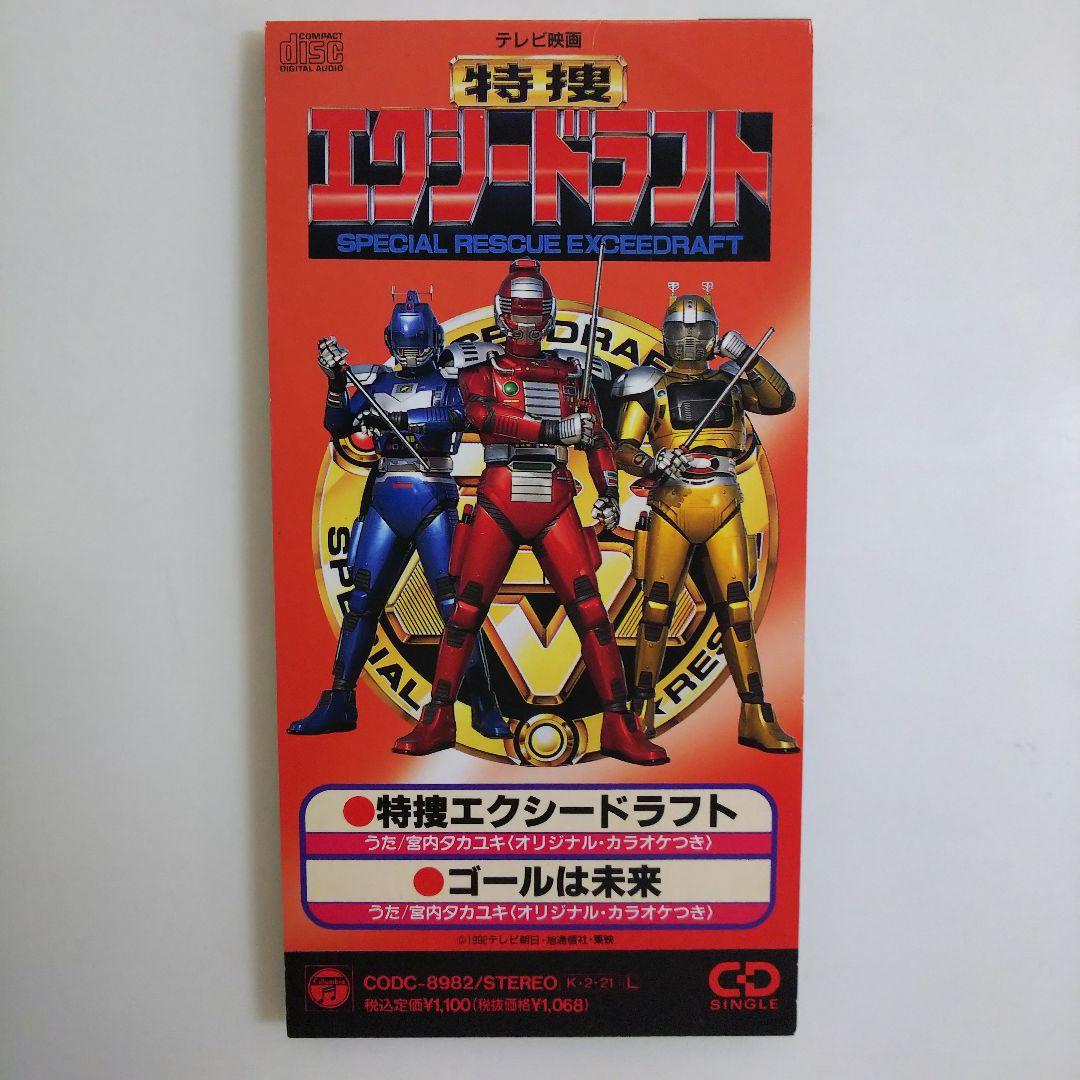 COMPACT
disc
DIGITAL AUDIO
テレビ映画
特捜
エクシードラフト
SPECIAL RESCUE EXCEEDRAFT
●特捜エクシードラフト
うた/宮内タカユキ〈オリジナル・カラオケつき〉
●ゴールは未来
うた/宮内タカユキ〈オリジナル・カラオケつき〉
©1992テレビ朝日・旭通信社・東映
Columbia
CODC-8982/STEREO K・2・21 L
税込定価¥1,100(税抜価格¥1,068)
CD
SINGLE